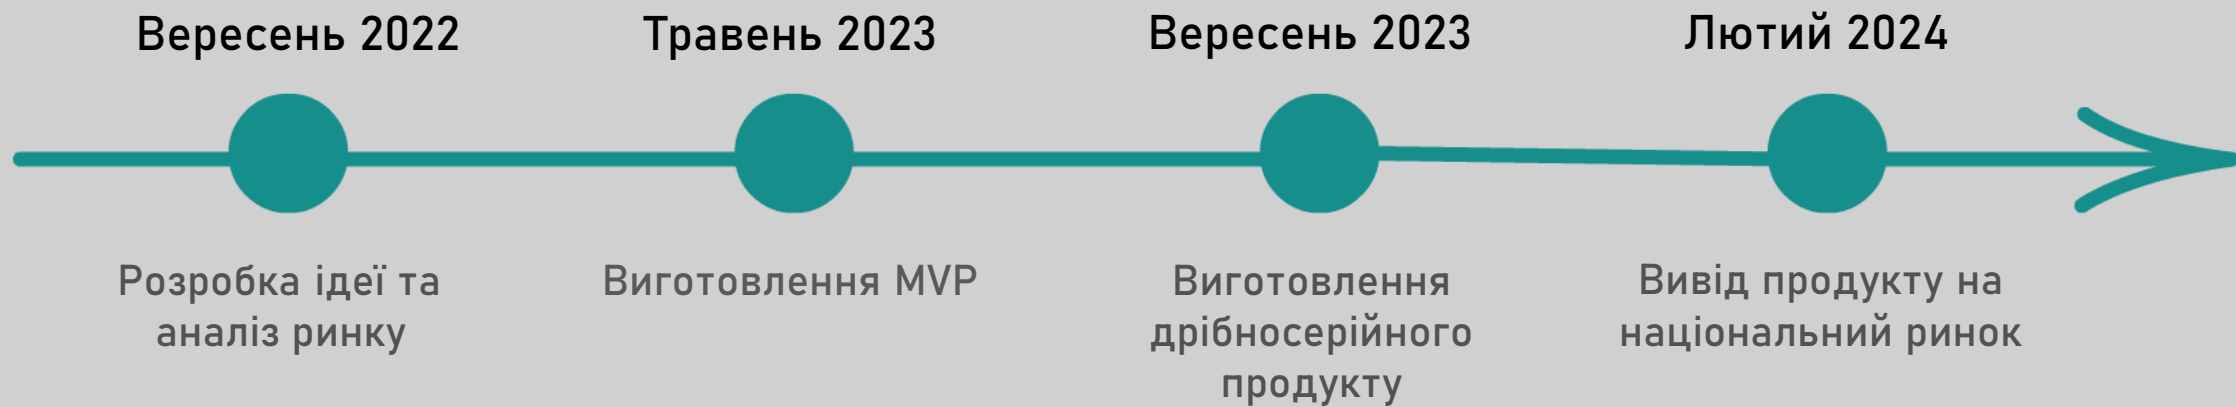 Вересень 2022
Травень 2023
Вересень 2023
Лютий 2024
Розробка ідеї та
аналіз ринку
Виготовлення MVP
Виготовлення
дрібносерійного
продукту
Вивід продукту на
національний ринок